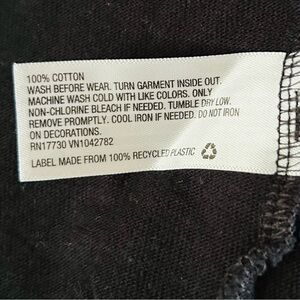 100% COTTON
WASH BEFORE WEAR. TURN GARMENT INSIDE OUT.
MACHINE WASH COLD WITH LIKE COLORS. ONLY
NON-CHLORINE BLEACH IF NEEDED. TUMBLE DRY LOW.
REMOVE PROMPTLY. COOL IRON IF NEEDED. DO NOT IRON
ON DECORATIONS.
RN17730 VN1042782
LABEL MADE FROM 100% RECYCLED PLASTIC